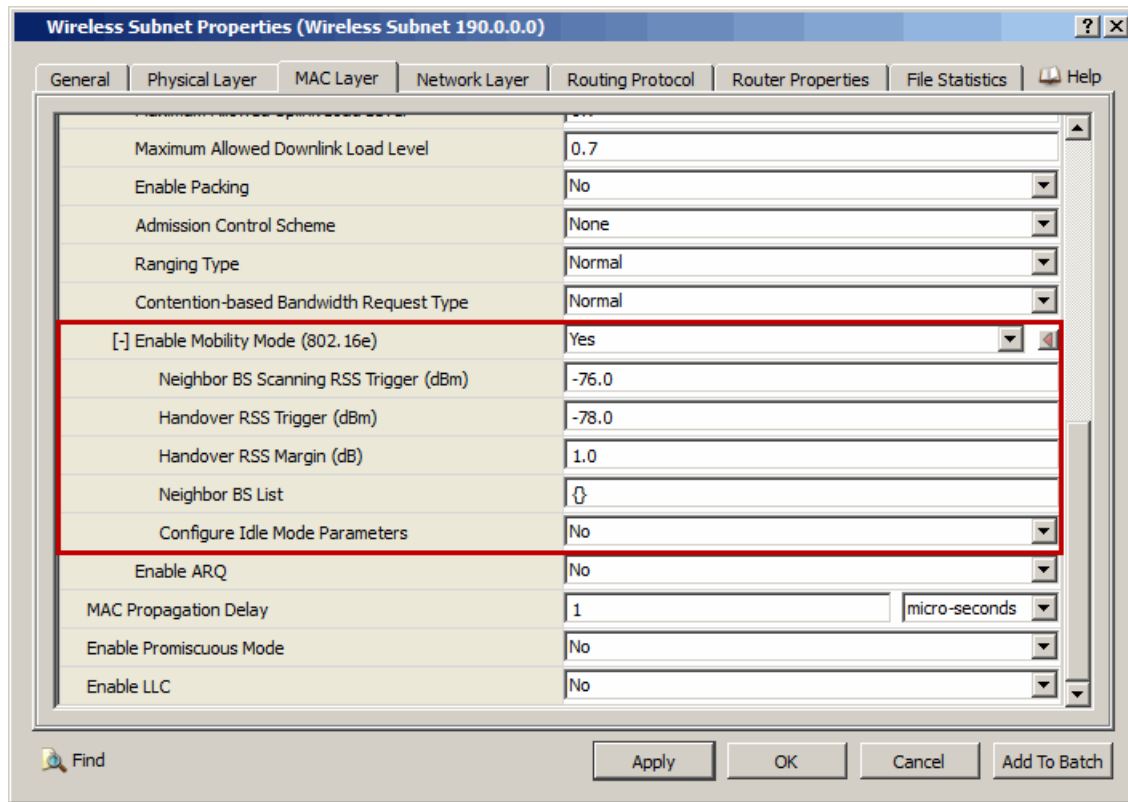 Wireless Subnet Properties (Wireless Subnet 190.0.0.0)
General Physical Layer MAC Layer Network Layer Routing Protocol Router Properties File Statistics Help
Maximum Allowed Downlink Load Level 0.7
Enable Packing No
Admission Control Scheme None
Ranging Type Normal
Contention-based Bandwidth Request Type Normal
[-] Enable Mobility Mode (802.16e) Yes
Neighbor BS Scanning RSS Trigger (dBm) -76.0
Handover RSS Trigger (dBm) -78.0
Handover RSS Margin (dB) 1.0
Neighbor BS List {}
Configure Idle Mode Parameters No
Enable ARQ No
MAC Propagation Delay 1 micro-seconds
Enable Promiscuous Mode No
Enable LLC No
Find Apply OK Cancel Add To Batch